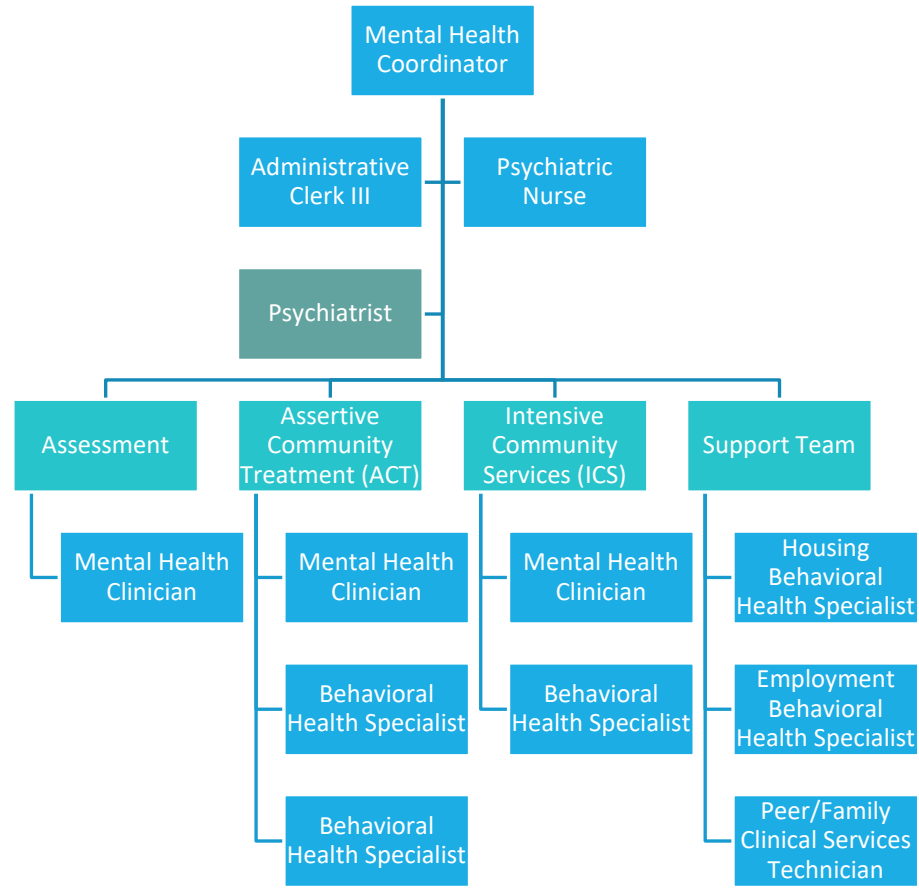 Mental Health
Coordinator
Administrative
Clerk III
Psychiatric
Nurse
Psychiatrist
Assessment
Assertive
Community
Treatment (ACT)
Intensive
Community
Services (ICS)
Support Team
Mental Health
Clinician
Mental Health
Clinician
Behavioral
Health Specialist
Behavioral
Health Specialist
Mental Health
Clinician
Behavioral
Health Specialist
Housing
Behavioral
Health Specialist
Employment
Behavioral
Health Specialist
Peer/Family
Clinical Services
Technician